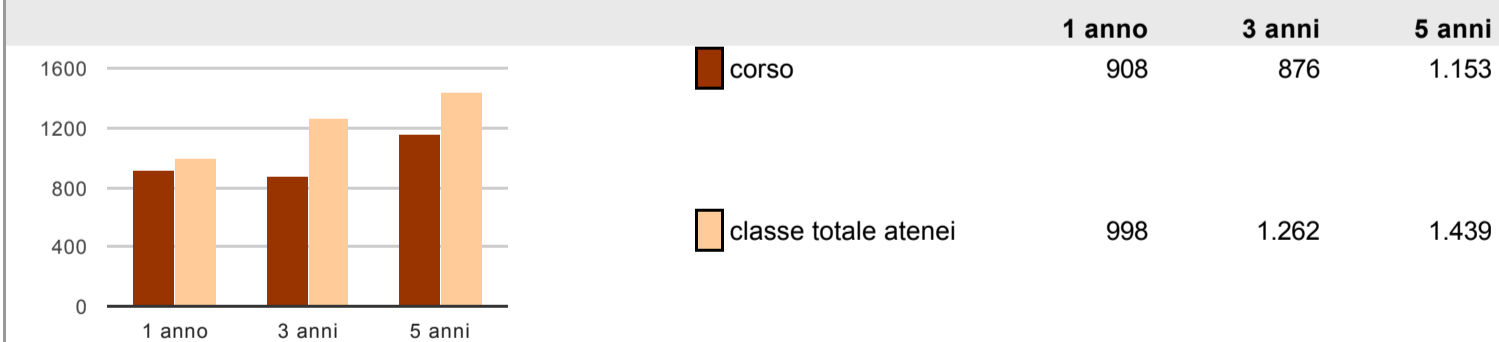 1 anno 3 anni 5 anni
1600
1200
800
400
0
1 anno 3 anni 5 anni
corso 908 876 1.153
classe totale atenei 998 1.262 1.439